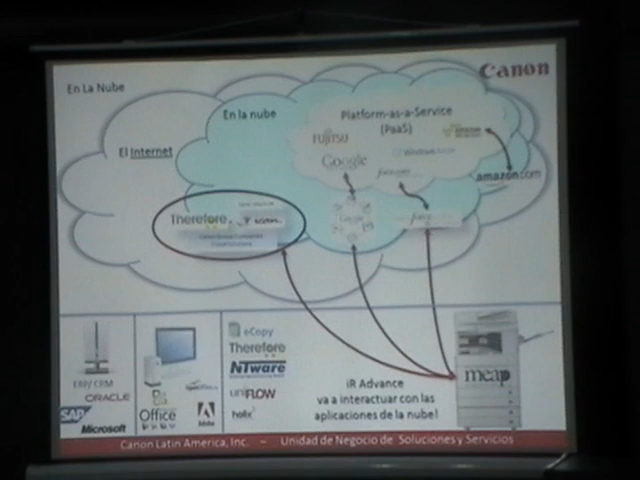 Canon
En La Nube
En la nube
Platform-as-a-Service
(PaaS)
El Internet
FUJITSU
Google
amazon.com
Therefore
meap
eCopy
Therefore
NTware
uniFLOW
helix
ORACLE
SAP
Microsoft
Office
Adobe
iR Advance
va a interactuar con las
aplicaciones de la nube!
Canon Latin America, Inc. – Unidad de Negocio de Soluciones y Servicios